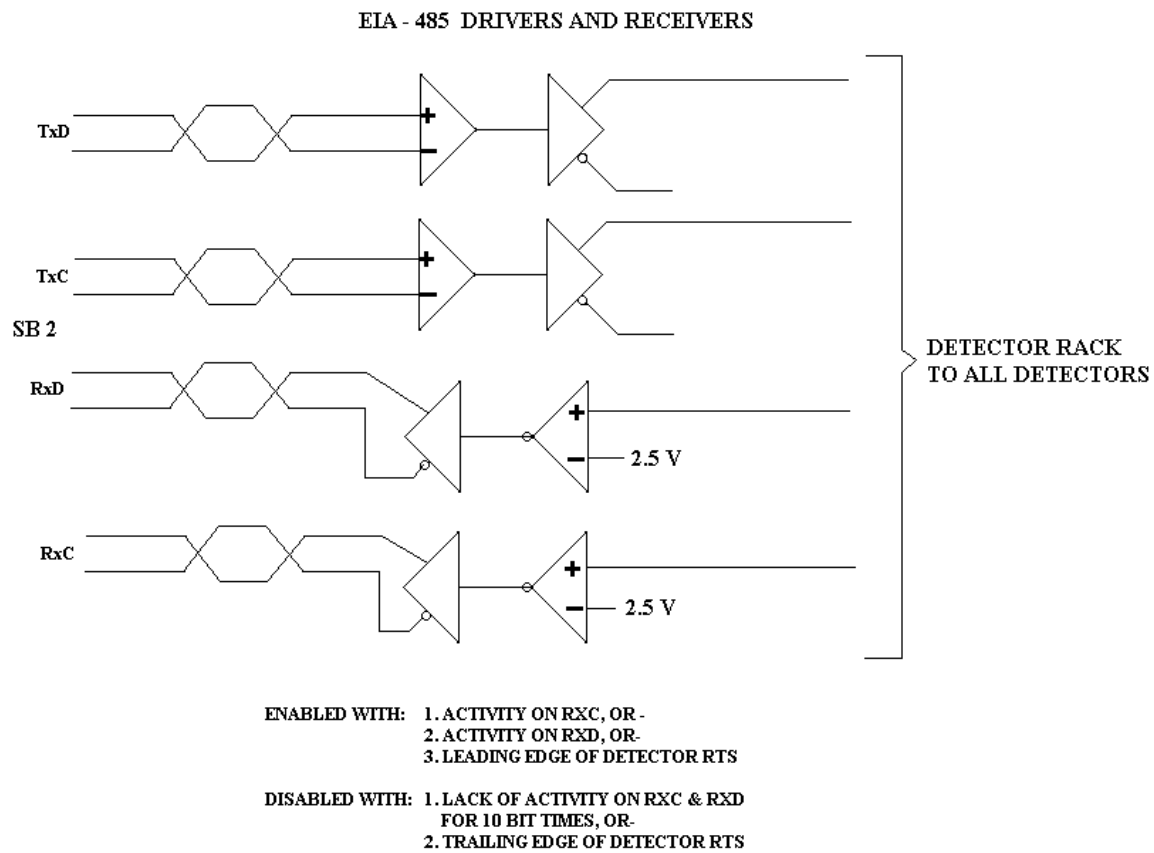 EIA - 485 DRIVERS AND RECEIVERS
TxD
+
−
TxC
+
−
SB 2
RxD
+
− 2.5 V
RxC
+
− 2.5 V
DETECTOR RACK
TO ALL DETECTORS
ENABLED WITH: 1. ACTIVITY ON RXC, OR -
2. ACTIVITY ON RXD, OR-
3. LEADING EDGE OF DETECTOR RTS
DISABLED WITH: 1. LACK OF ACTIVITY ON RXC & RXD
FOR 10 BIT TIMES, OR-
2. TRAILING EDGE OF DETECTOR RTS